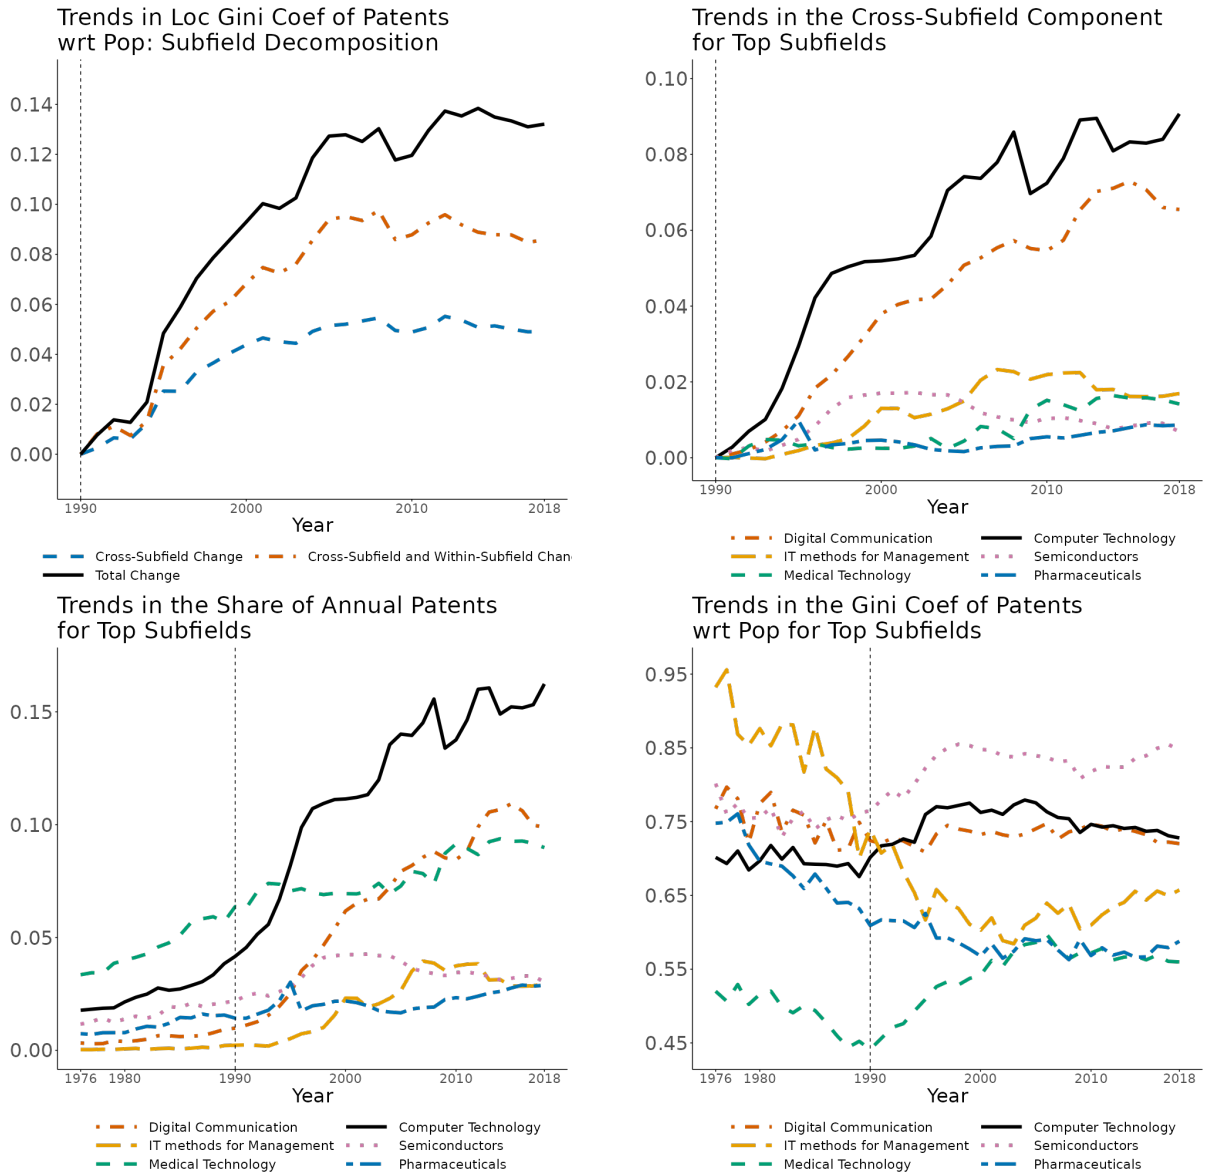 Trends in Loc Gini Coef of Patents
wrt Pop: Subfield Decomposition
0.14
0.12
0.10
0.08
0.06
0.04
0.02
0.00
1990 2000 2010 2018
Year
Cross-Subfield Change Cross-Subfield and Within-Subfield Chan
Total Change
Trends in the Cross-Subfield Component
for Top Subfields
0.10
0.08
0.06
0.04
0.02
0.00
1990 2000 2010 2018
Year
Digital Communication Computer Technology
IT methods for Management Semiconductors
Medical Technology Pharmaceuticals
Trends in the Share of Annual Patents
for Top Subfields
0.15
0.10
0.05
0.00
1976 1980 1990 2000 2010 2018
Year
Digital Communication Computer Technology
IT methods for Management Semiconductors
Medical Technology Pharmaceuticals
Trends in the Gini Coef of Patents
wrt Pop for Top Subfields
0.95
0.85
0.75
0.65
0.55
0.45
1976 1980 1990 2000 2010 2018
Year
Digital Communication Computer Technology
IT methods for Management Semiconductors
Medical Technology Pharmaceuticals